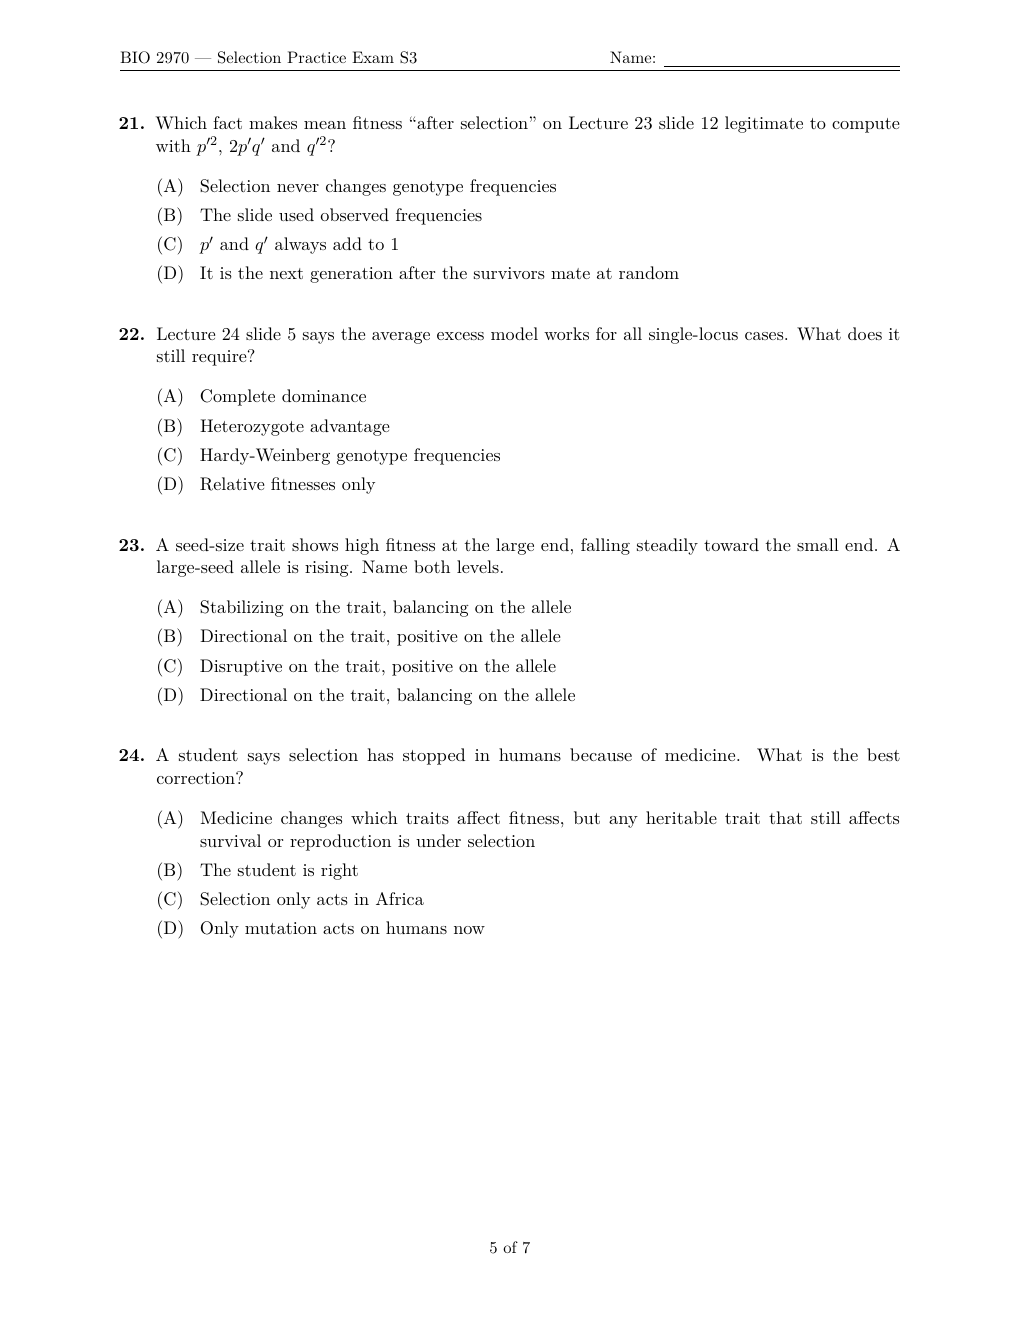 BIO 2970 — Selection Practice Exam S3 Name:
21. Which fact makes mean fitness “after selection” on Lecture 23 slide 12 legitimate to compute
with p′², 2p′q′ and q′²?
(A) Selection never changes genotype frequencies
(B) The slide used observed frequencies
(C) p′ and q′ always add to 1
(D) It is the next generation after the survivors mate at random
22. Lecture 24 slide 5 says the average excess model works for all single-locus cases. What does it
still require?
(A) Complete dominance
(B) Heterozygote advantage
(C) Hardy-Weinberg genotype frequencies
(D) Relative fitnesses only
23. A seed-size trait shows high fitness at the large end, falling steadily toward the small end. A
large-seed allele is rising. Name both levels.
(A) Stabilizing on the trait, balancing on the allele
(B) Directional on the trait, positive on the allele
(C) Disruptive on the trait, positive on the allele
(D) Directional on the trait, balancing on the allele
24. A student says selection has stopped in humans because of medicine. What is the best
correction?
(A) Medicine changes which traits affect fitness, but any heritable trait that still affects
survival or reproduction is under selection
(B) The student is right
(C) Selection only acts in Africa
(D) Only mutation acts on humans now
5 of 7